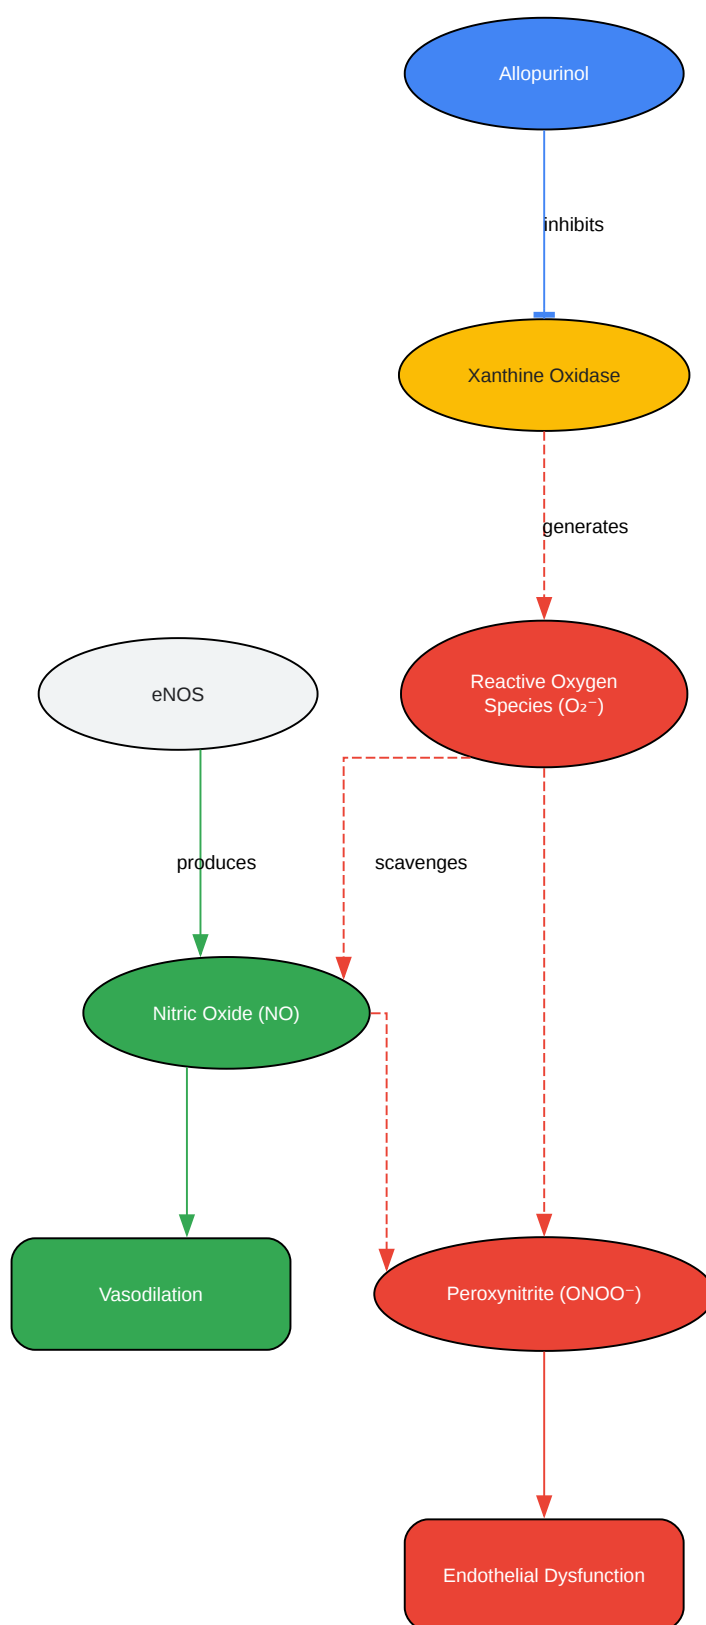 Allopurinol
inhibits
Xanthine Oxidase
generates
Reactive Oxygen
Species (O₂⁻)
eNOS
produces
scavenges
Nitric Oxide (NO)
Vasodilation
Peroxynitrite (ONOO⁻)
Endothelial Dysfunction